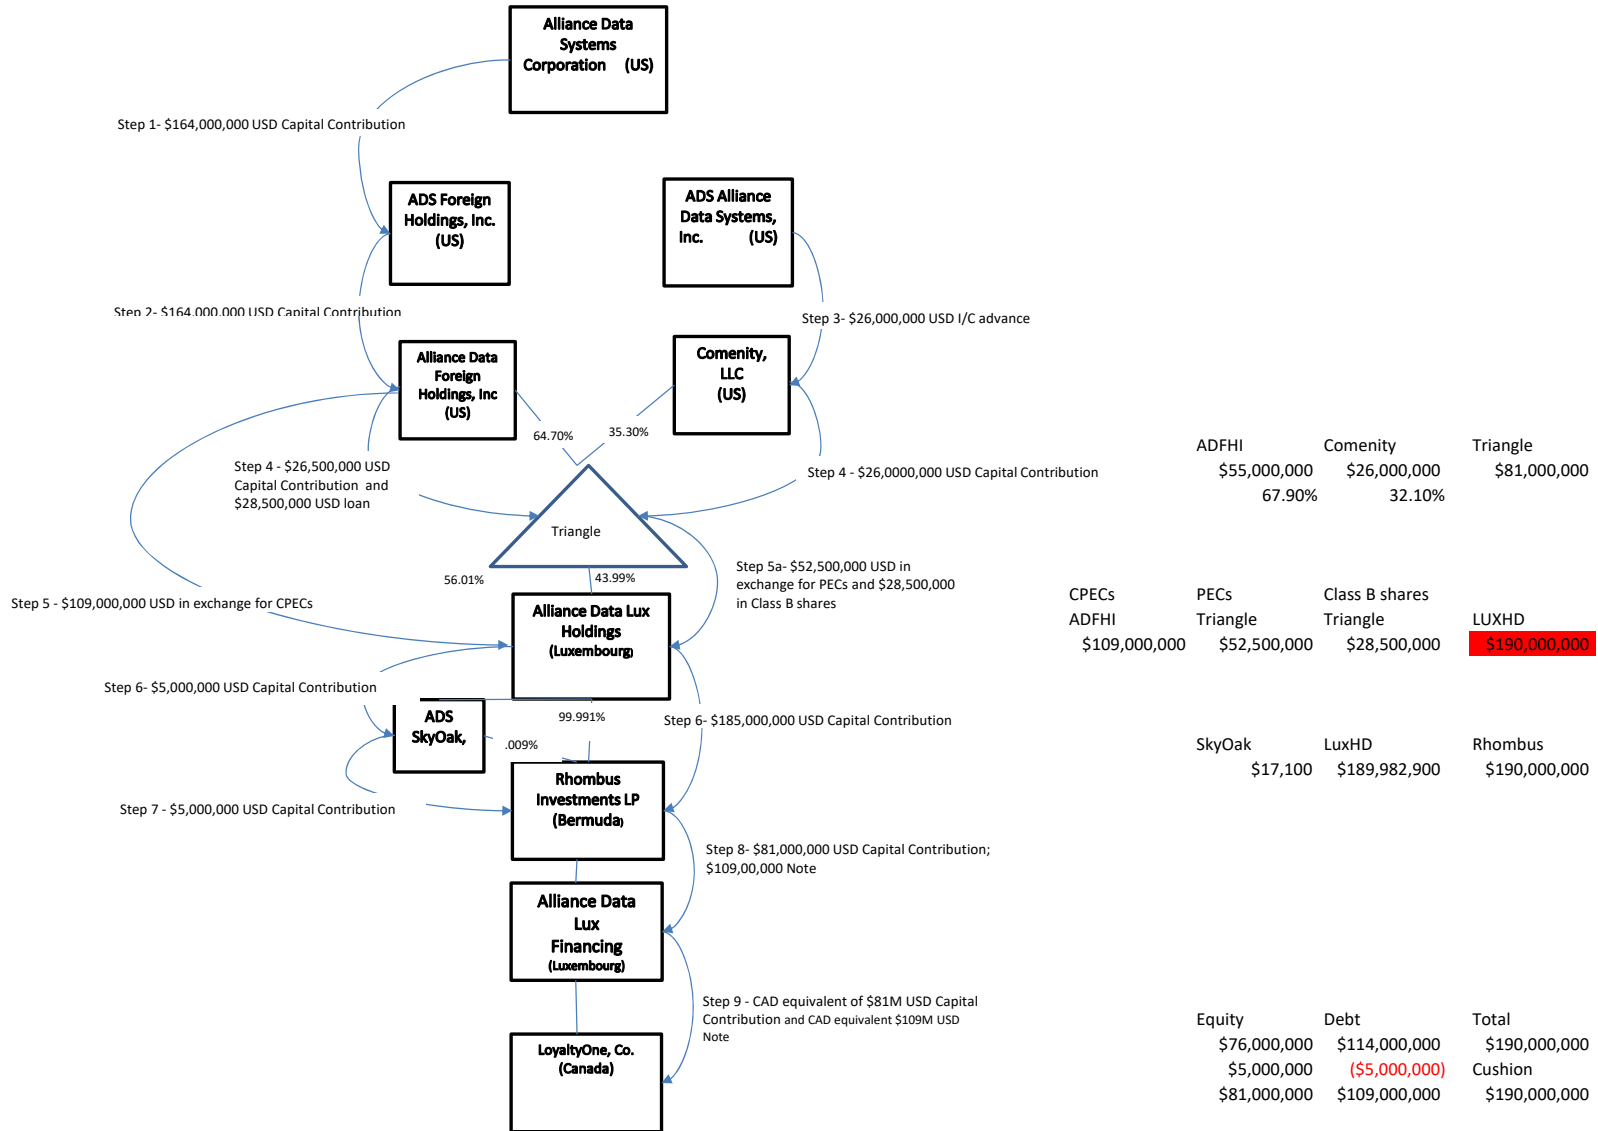 Alliance Data
Systems
Corporation (US)
Step 1- $164,000,000 USD Capital Contribution
ADS Foreign
Holdings, Inc.
(US)
ADS Alliance
Data Systems,
Inc. (US)
Step 2- $164,000,000 USD Capital Contribution
Step 3- $26,000,000 USD I/C advance
Alliance Data
Foreign
Holdings, Inc
(US)
Comenity,
LLC
(US)
64.70%
35.30%
Step 4 - $26,500,000 USD
Capital Contribution and
$28,500,000 USD loan
Step 4 - $26,0000,000 USD Capital Contribution
ADFHI Comenity Triangle
$55,000,000 $26,000,000 $81,000,000
67.90% 32.10%
Triangle
56.01%
43.99%
Step 5a- $52,500,000 USD in
exchange for PECs and $28,500,000
in Class B shares
Step 5 - $109,000,000 USD in exchange for CPECs
Alliance Data Lux
Holdings
(Luxembourg)
CPECs PECs Class B shares
ADFHI Triangle Triangle LUXHD
$109,000,000 $52,500,000 $28,500,000 $190,000,000
Step 6- $5,000,000 USD Capital Contribution
ADS
SkyOak,
99.991%
.009%
Step 6- $185,000,000 USD Capital Contribution
SkyOak LuxHD Rhombus
$17,100 $189,982,900 $190,000,000
Rhombus
Investments LP
(Bermuda)
Step 7 - $5,000,000 USD Capital Contribution
Step 8- $81,000,000 USD Capital Contribution;
$109,00,000 Note
Alliance Data
Lux
Financing
(Luxembourg)
Step 9 - CAD equivalent of $81M USD Capital
Contribution and CAD equivalent $109M USD
Note
LoyaltyOne, Co.
(Canada)
Equity Debt Total
$76,000,000 $114,000,000 $190,000,000
$5,000,000 ($5,000,000) Cushion
$81,000,000 $109,000,000 $190,000,000